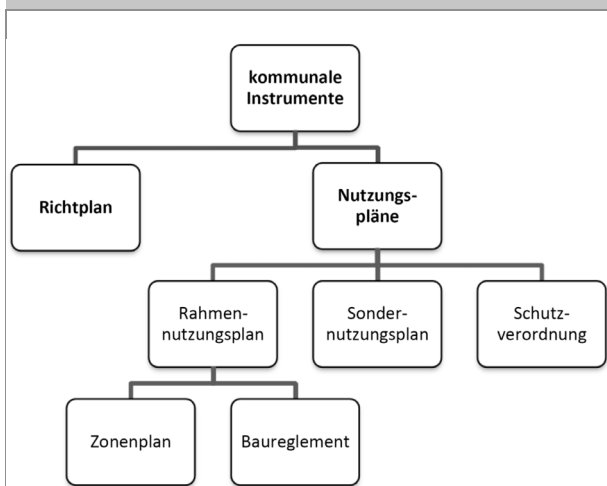 kommunale
Instrumente
Richtplan
Nutzungs-
pläne
Rahmen-
nutzungsplan
Sonder-
nutzungsplan
Schutz-
verordnung
Zonenplan
Baureglement